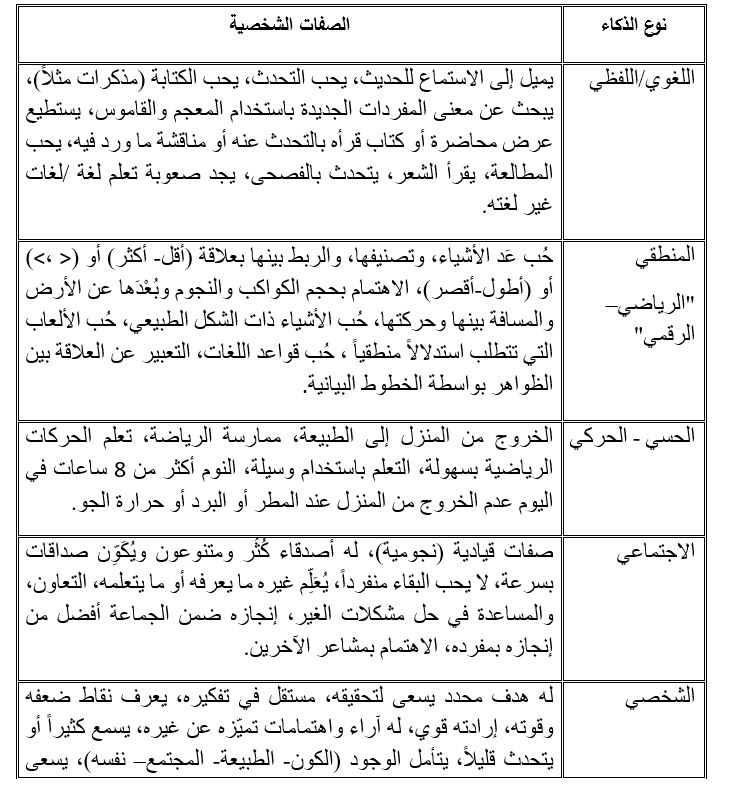 نوع الذكاء
الصفات الشخصية
اللغوي/اللفظي
يميل إلى الاستماع للحديث، يحب التحدث، يحب الكتابة (مذكرات مثلاً)،
يبحث عن معنى المفردات الجديدة باستخدام المعجم والقاموس، يستطيع
عرض محاضرة أو كتاب قرأه بالتحدث عنه أو مناقشة ما ورد فيه، يحب
المطالعة، يقرأ الشعر، يتحدث بالفصحى، يجد صعوبة تعلم لغة /لغات
غير لغته.
المنطقي
"الرياضي–
الرقمي"
حُب عَد الأشياء، وتصنيفها، والربط بينها بعلاقة (أقل- أكثر) أو (< ،>)
أو (أطول-أقصر)، الاهتمام بحجم الكواكب والنجوم وبُعْدَها عن الأرض
والمسافة بينها وحركتها، حُب الأشياء ذات الشكل الطبيعي، حُب الألعاب
التي تتطلب استدلالاً منطقياً ، حُب قواعد اللغات، التعبير عن العلاقة بين
الظواهر بواسطة الخطوط البيانية.
الحسي - الحركي
الخروج من المنزل إلى الطبيعة، ممارسة الرياضة، تعلم الحركات
الرياضية بسهولة، التعلم باستخدام وسيلة، النوم أكثر من 8 ساعات في
اليوم عدم الخروج من المنزل عند المطر أو البرد أو حرارة الجو.
الاجتماعي
صفات قيادية (نجومية)، له أصدقاء كُثُر ومتنوعون ويُكَوِّن صداقات
بسرعة، لا يحب البقاء منفرداً، يُعَلِّم غيره ما يعرفه أو ما يتعلمه، التعاون،
والمساعدة في حل مشكلات الغير، إنجازه ضمن الجماعة أفضل من
إنجازه بمفرده، الاهتمام بمشاعر الآخرين.
الشخصي
له هدف محدد يسعى لتحقيقه، مستقل في تفكيره، يعرف نقاط ضعفه
وقوته، إرادته قوي، له آراء واهتمامات تميّزه عن غيره، يسمع كثيراً أو
يتحدث قليلاً، يتأمل الوجود (الكون- الطبيعة- المجتمع– نفسه)، يسعى